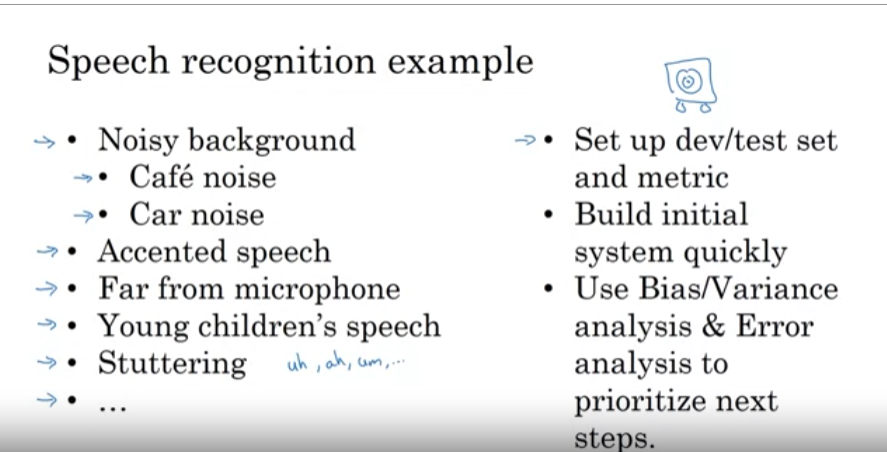 Speech recognition example
• Noisy background
• Café noise
• Car noise
• Accented speech
• Far from microphone
• Young children's speech
• Stuttering uh, ah, um,...
• ...
• Set up dev/test set
and metric
• Build initial
system quickly
• Use Bias/Variance
analysis & Error
analysis to
prioritize next
steps.